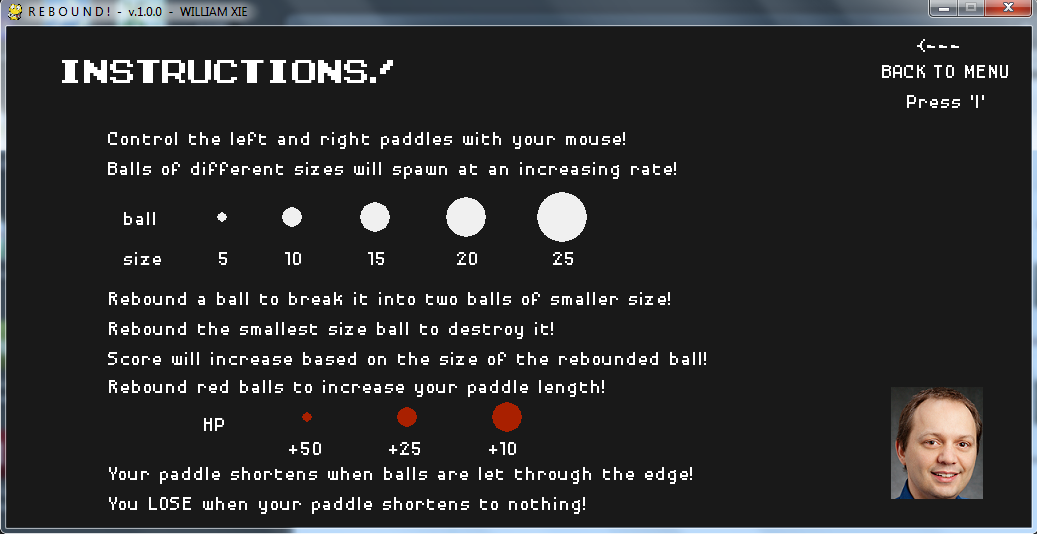 R E B O U N D ! - v.1.0.0 - WILLIAM XIE
<---
BACK TO MENU
Press 'I'
INSTRUCTIONS!
Control the left and right paddles with your mouse!
Balls of different sizes will spawn at an increasing rate!
ball
size 5 10 15 20 25
Rebound a ball to break it into two balls of smaller size!
Rebound the smallest size ball to destroy it!
Score will increase based on the size of the rebounded ball!
Rebound red balls to increase your paddle length!
HP
+50 +25 +10
Your paddle shortens when balls are let through the edge!
You LOSE when your paddle shortens to nothing!